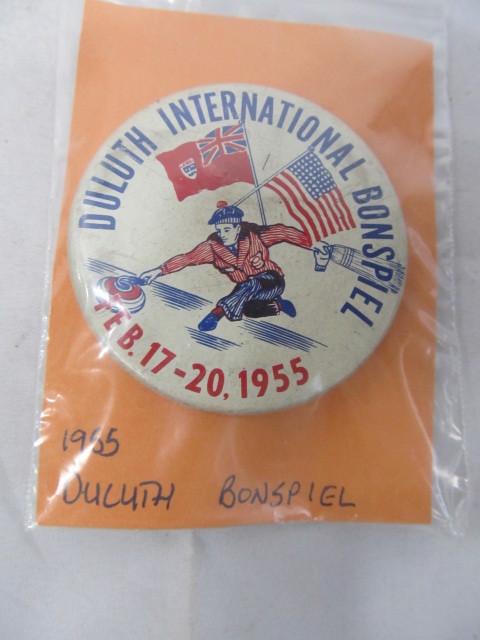 DULUTH INTERNATIONAL BONSPIEL
FEB. 17-20, 1955
1955
DULUTH BONSPIEL